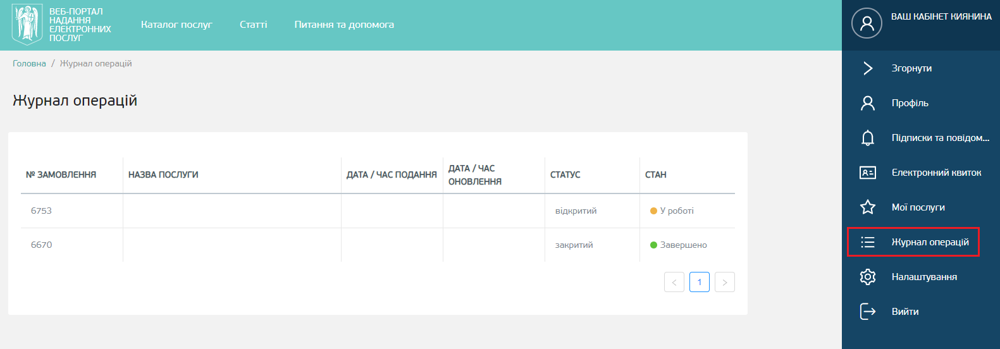 ВЕБ-ПОРТАЛ
НАДАННЯ
ЕЛЕКТРОННИХ
ПОСЛУГ
Каталог послуг
Статті
Питання та допомога
ВАШ КАБІНЕТ КИЯНИНА
Головна / Журнал операцій
Журнал операцій
№ ЗАМОВЛЕННЯ
НАЗВА ПОСЛУГИ
ДАТА / ЧАС ПОДАННЯ
ДАТА / ЧАС
ОНОВЛЕННЯ
СТАТУС
СТАН
6753
відкритий
У роботі
6670
закритий
Завершено
< 1 >
Згорнути
Профіль
Підписки та повідом...
Електронний квиток
Мої послуги
Журнал операцій
Налаштування
Вийти